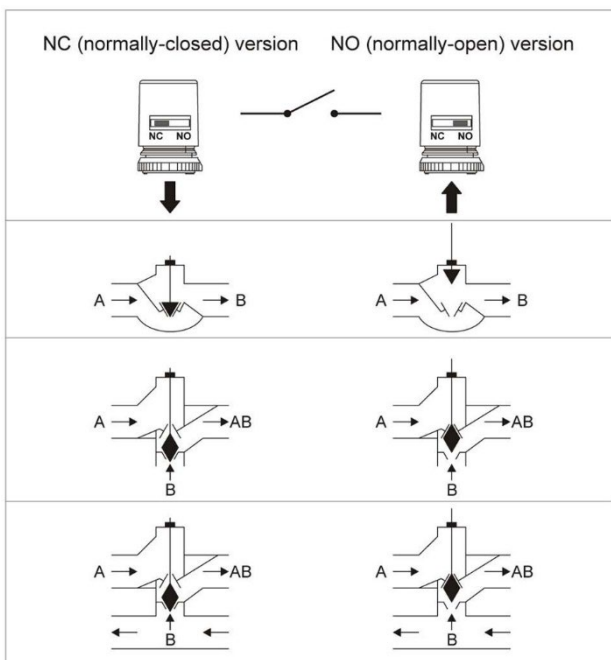 NC (normally-closed) version NO (normally-open) version
NC NO NC NO
A B A B
A AB A AB
B B
A AB A AB
B B